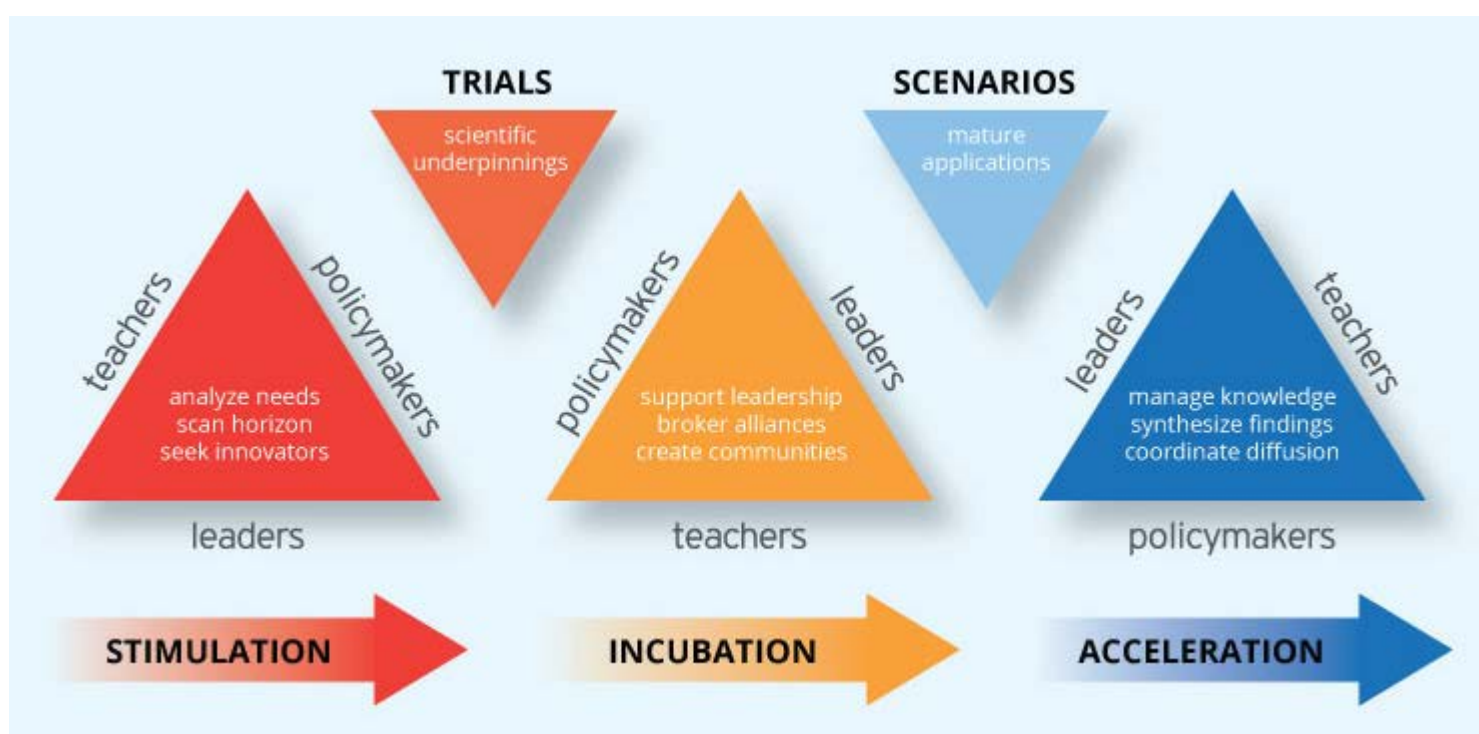 TRIALS
scientific
underpinnings
SCENARIOS
mature
applications
teachers
policymakers
analyze needs
scan horizon
seek innovators
leaders
policymakers
leaders
support leadership
broker alliances
create communities
teachers
leaders
teachers
manage knowledge
synthesize findings
coordinate diffusion
policymakers
STIMULATION
INCUBATION
ACCELERATION